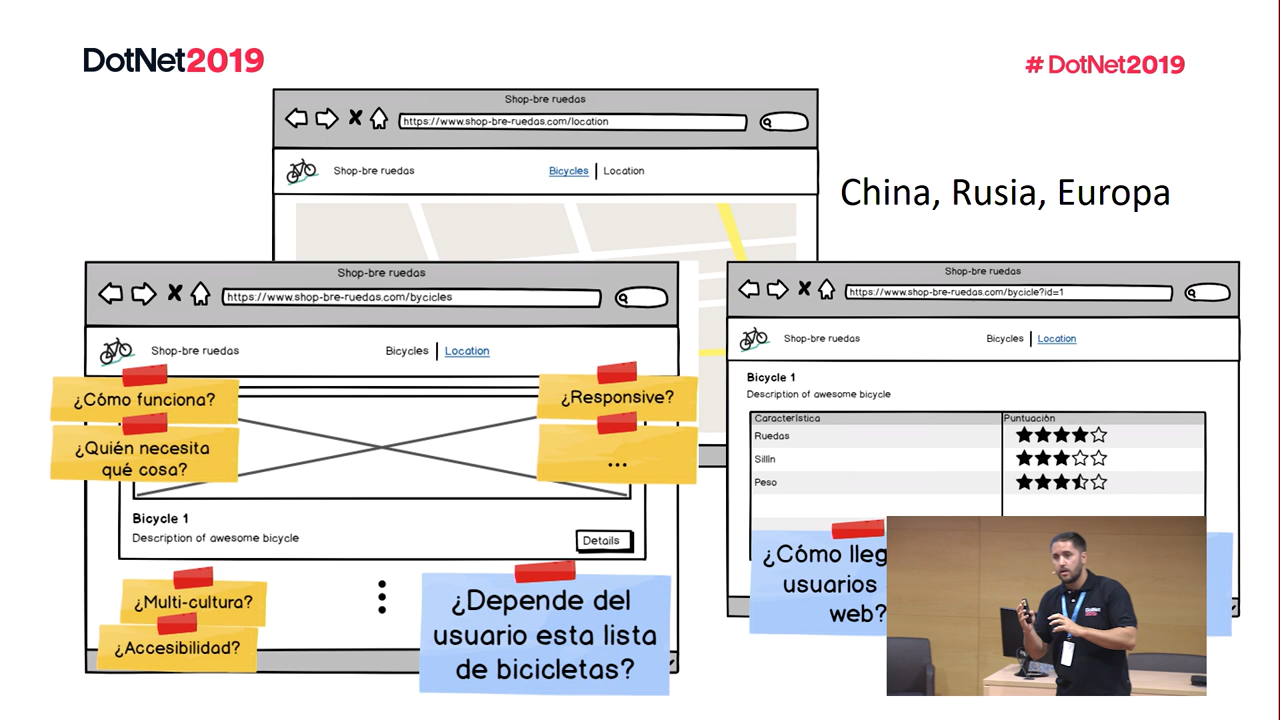 DotNet2019
# DotNet2019
Shop-bre ruedas
https://www.shop-bre-ruedas.com/location
Shop-bre ruedas
Bicycles
Location
China, Rusia, Europa
Shop-bre ruedas
https://www.shop-bre-ruedas.com/bycicles
Shop-bre ruedas
Bicycles
Location
¿Cómo funciona?
¿Quién necesita
qué cosa?
¿Responsive?
...
Bicycle 1
Description of awesome bicycle
Details
¿Multi-cultura?
¿Accesibilidad?
¿Depende del
usuario esta lista
de bicicletas?
Shop-bre ruedas
https://www.shop-bre-ruedas.com/bycicle?id=1
Shop-bre ruedas
Bicycles
Location
Bicycle 1
Description of awesome bicycle
Característica
Puntuación
Ruedas
Sillín
Peso
¿Cómo lleg
usuarios
web?
DotNet
2019